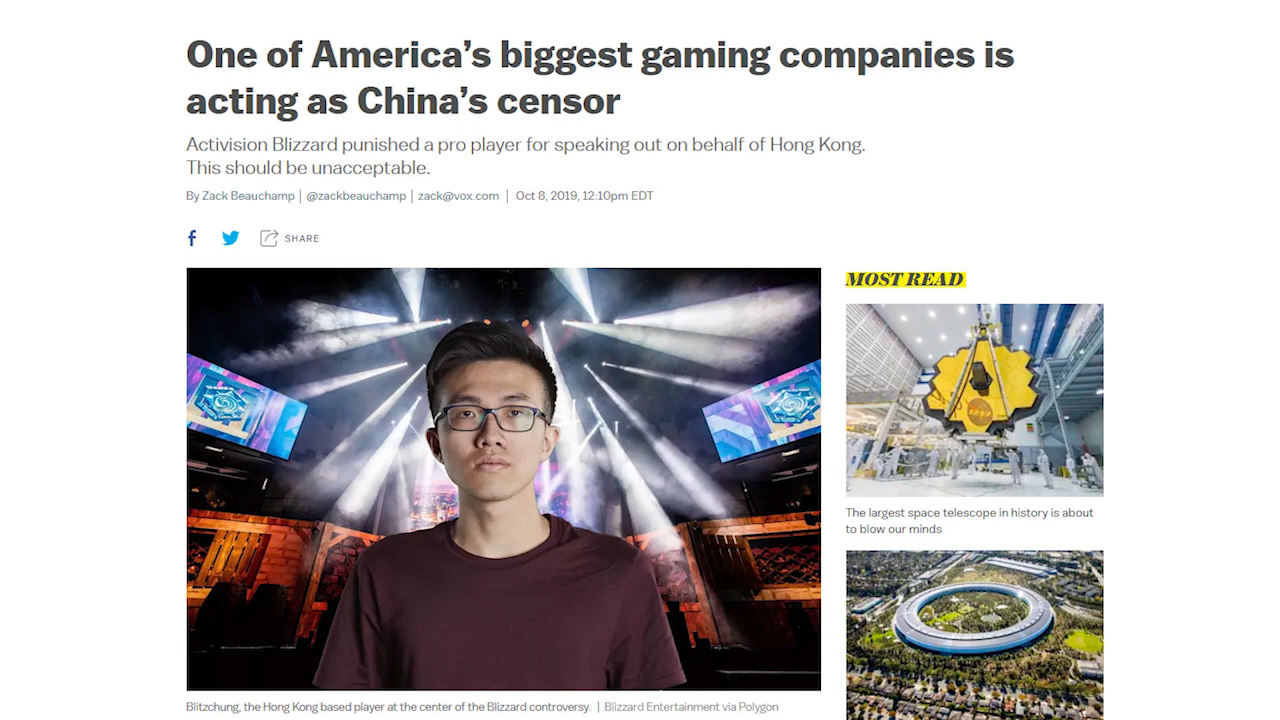 One of America's biggest gaming companies is
acting as China's censor
Activision Blizzard punished a pro player for speaking out on behalf of Hong Kong.
This should be unacceptable.
By Zack Beauchamp | @zackbeauchamp | zack@vox.com | Oct 8, 2019, 12:10pm EDT
SHARE
MOST READ
The largest space telescope in history is about
to blow our minds
Blitzchung, the Hong Kong based player at the center of the Blizzard controversy. | Blizzard Entertainment via Polygon